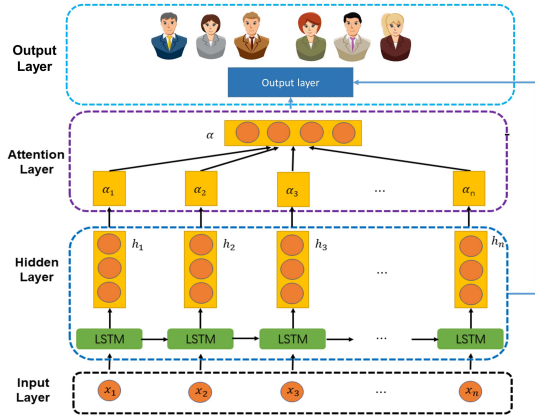 Output
Layer
Output layer
α
Attention
Layer
α1 α2 α3 ... αn
Hidden
Layer
h1 h2 h3 ... hn
LSTM LSTM LSTM ... LSTM
Input
Layer
x1 x2 x3 ... xn